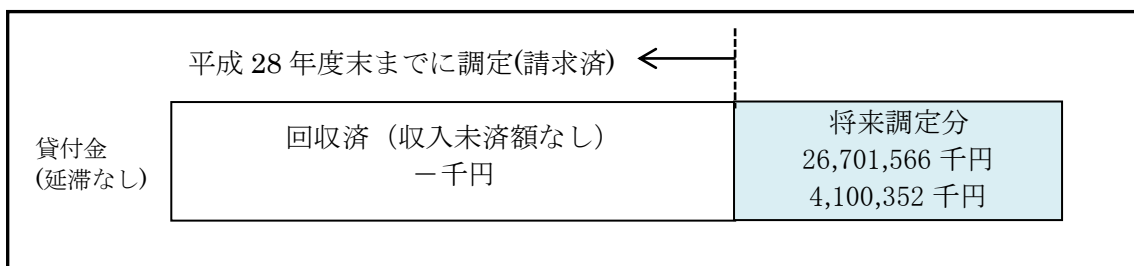 平成 28 年度末までに調定(請求済)
貸付金
(延滞なし)
回収済（収入未済額なし）
－千円
将来調定分
26,701,566 千円
4,100,352 千円